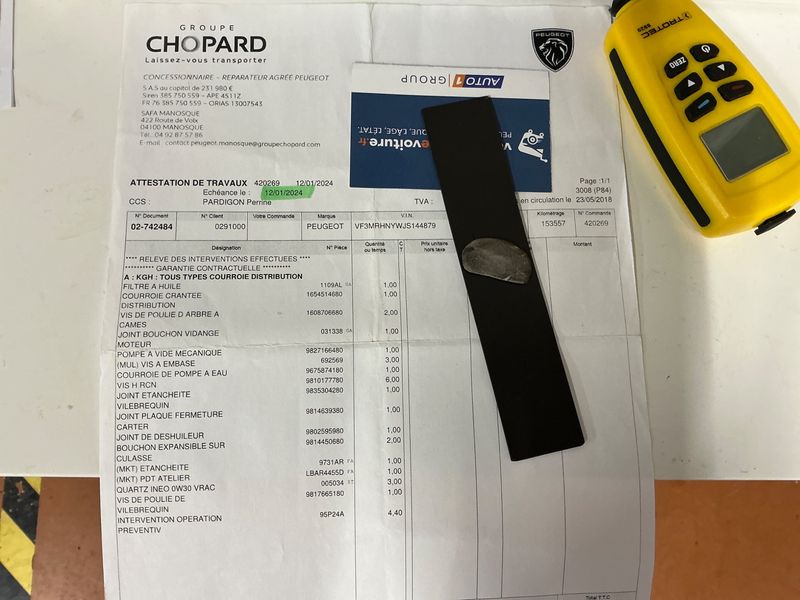 GROUPE
CHOPARD
Laissez-vous transporter
PEUGEOT
TROTEC
ZERO
AUTO1 GROUP
CONCESSIONNAIRE - REPARATEUR AGRÉE PEUGEOT
S.A.S au capital de 231 980 €
Siren 385 750 559 - APE 4511Z
FR 76 385 750 559 - ORIAS 13007543
SAFA MANOSQUE
422 Route de Volx
04100 MANOSQUE
Tél. 04 92 87 57 86
E-mail : contact.peugeot.manosque@groupechopard.com
evoiture.fr
L'ÂGE, L'ÉTAT.
ATTESTATION DE TRAVAUX 420269 12/01/2024
Page :1/1
Echéance le : 12/01/2024
3008 (P84)
CCS : PARDIGON Perrine
TVA :
en circulation le 23/05/2018
N° Document N° Client Votre Commande Marque V.I.N. Kilométrage N° Commande
02-742484 0291000 PEUGEOT VF3MRHNYWJS144879 153557 420269
Désignation N° Pièce Quantité ou temps C T Prix unitaire hors taxe Montant
**** RELEVE DES INTERVENTIONS EFFECTUEES ****
********** GARANTIE CONTRACTUELLE **********
A : KGH : TOUS TYPES COURROIE DISTRIBUTION
FILTRE A HUILE 1109AL 1,00
COURROIE CRANTEE 1654514680 1,00
DISTRIBUTION
VIS DE POULIE D ARBRE A 1608706680 2,00
CAMES
JOINT BOUCHON VIDANGE 031338 1,00
MOTEUR
POMPE A VIDE MECANIQUE 9827166480 1,00
(MUL) VIS A EMBASE 692569 3,00
COURROIE DE POMPE A EAU 9675874180 1,00
VIS H RCN 9810177780 6,00
JOINT ETANCHEITE 9835304280 1,00
VILEBREQUIN
JOINT PLAQUE FERMETURE 9814639380 1,00
CARTER
JOINT DE DESHUILEUR 9802595980 1,00
BOUCHON EXPANSIBLE SUR 9814450680 2,00
CULASSE
(MKT) ETANCHEITE 9731AR 1,00
(MKT) PDT ATELIER LBAR4455D 1,00
QUARTZ INEO 0W30 VRAC 005034 3,00
VIS DE POULIE DE 9817665180 1,00
VILEBREQUIN
INTERVENTION OPERATION 95P24A 4,40
PREVENTIV
Total T.T.C